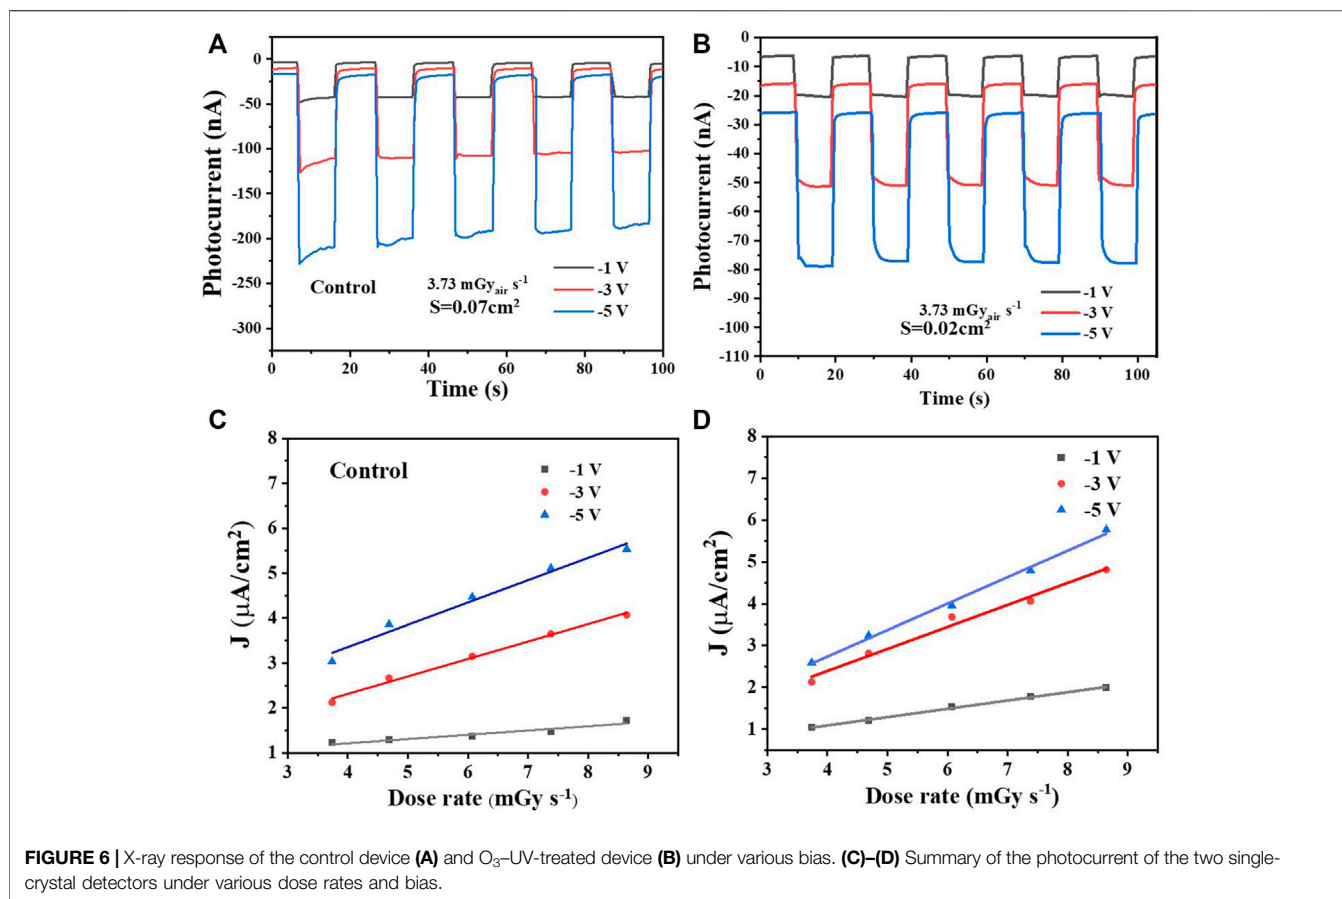 A
0
-50
-100
-150
-200
-250
-300
Photocurrent (nA)
Control
3.73 mGyair s-1
S=0.07cm2
-1 V
-3 V
-5 V
0 20 40 60 80 100
Time (s)
B
0
-10
-20
-30
-40
-50
-60
-70
-80
-90
-100
-110
Photocurrent (nA)
3.73 mGyair s-1
S=0.02cm2
-1 V
-3 V
-5 V
0 20 40 60 80 100
Time (s)
C
8
7
6
5
4
3
2
1
J (μA/cm2)
Control
-1 V
-3 V
-5 V
3 4 5 6 7 8 9
Dose rate (mGy s-1)
D
8
7
6
5
4
3
2
1
J (μA/cm2)
-1 V
-3 V
-5 V
3 4 5 6 7 8 9
Dose rate (mGy s-1)
FIGURE 6 | X-ray response of the control device (A) and O3–UV-treated device (B) under various bias. (C)–(D) Summary of the photocurrent of the two single-
crystal detectors under various dose rates and bias.